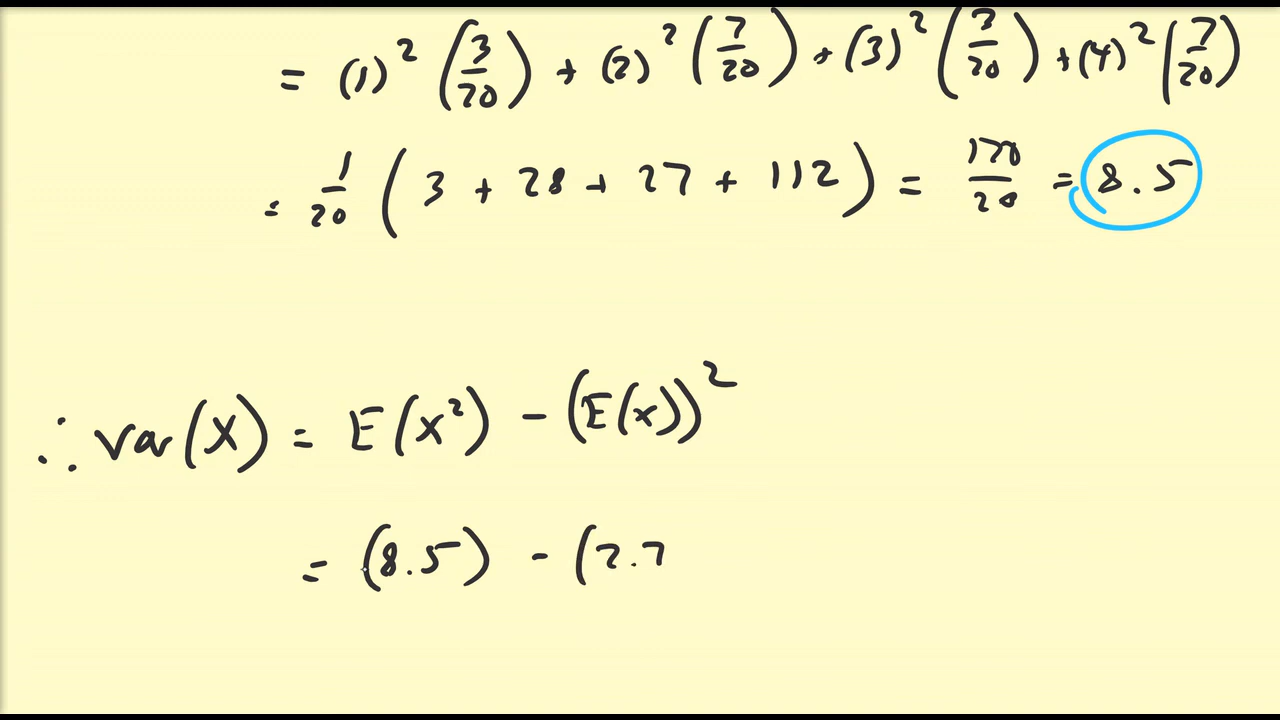 = (1)² (3/20) + (2)² (7/20) + (3)² (3/20) + (4)² (7/20)
= 1/20 (3 + 28 + 27 + 112) = 170/20 = 8.5
∴ Var(X) = E(X²) - (E(X))²
= (8.5) - (2.7